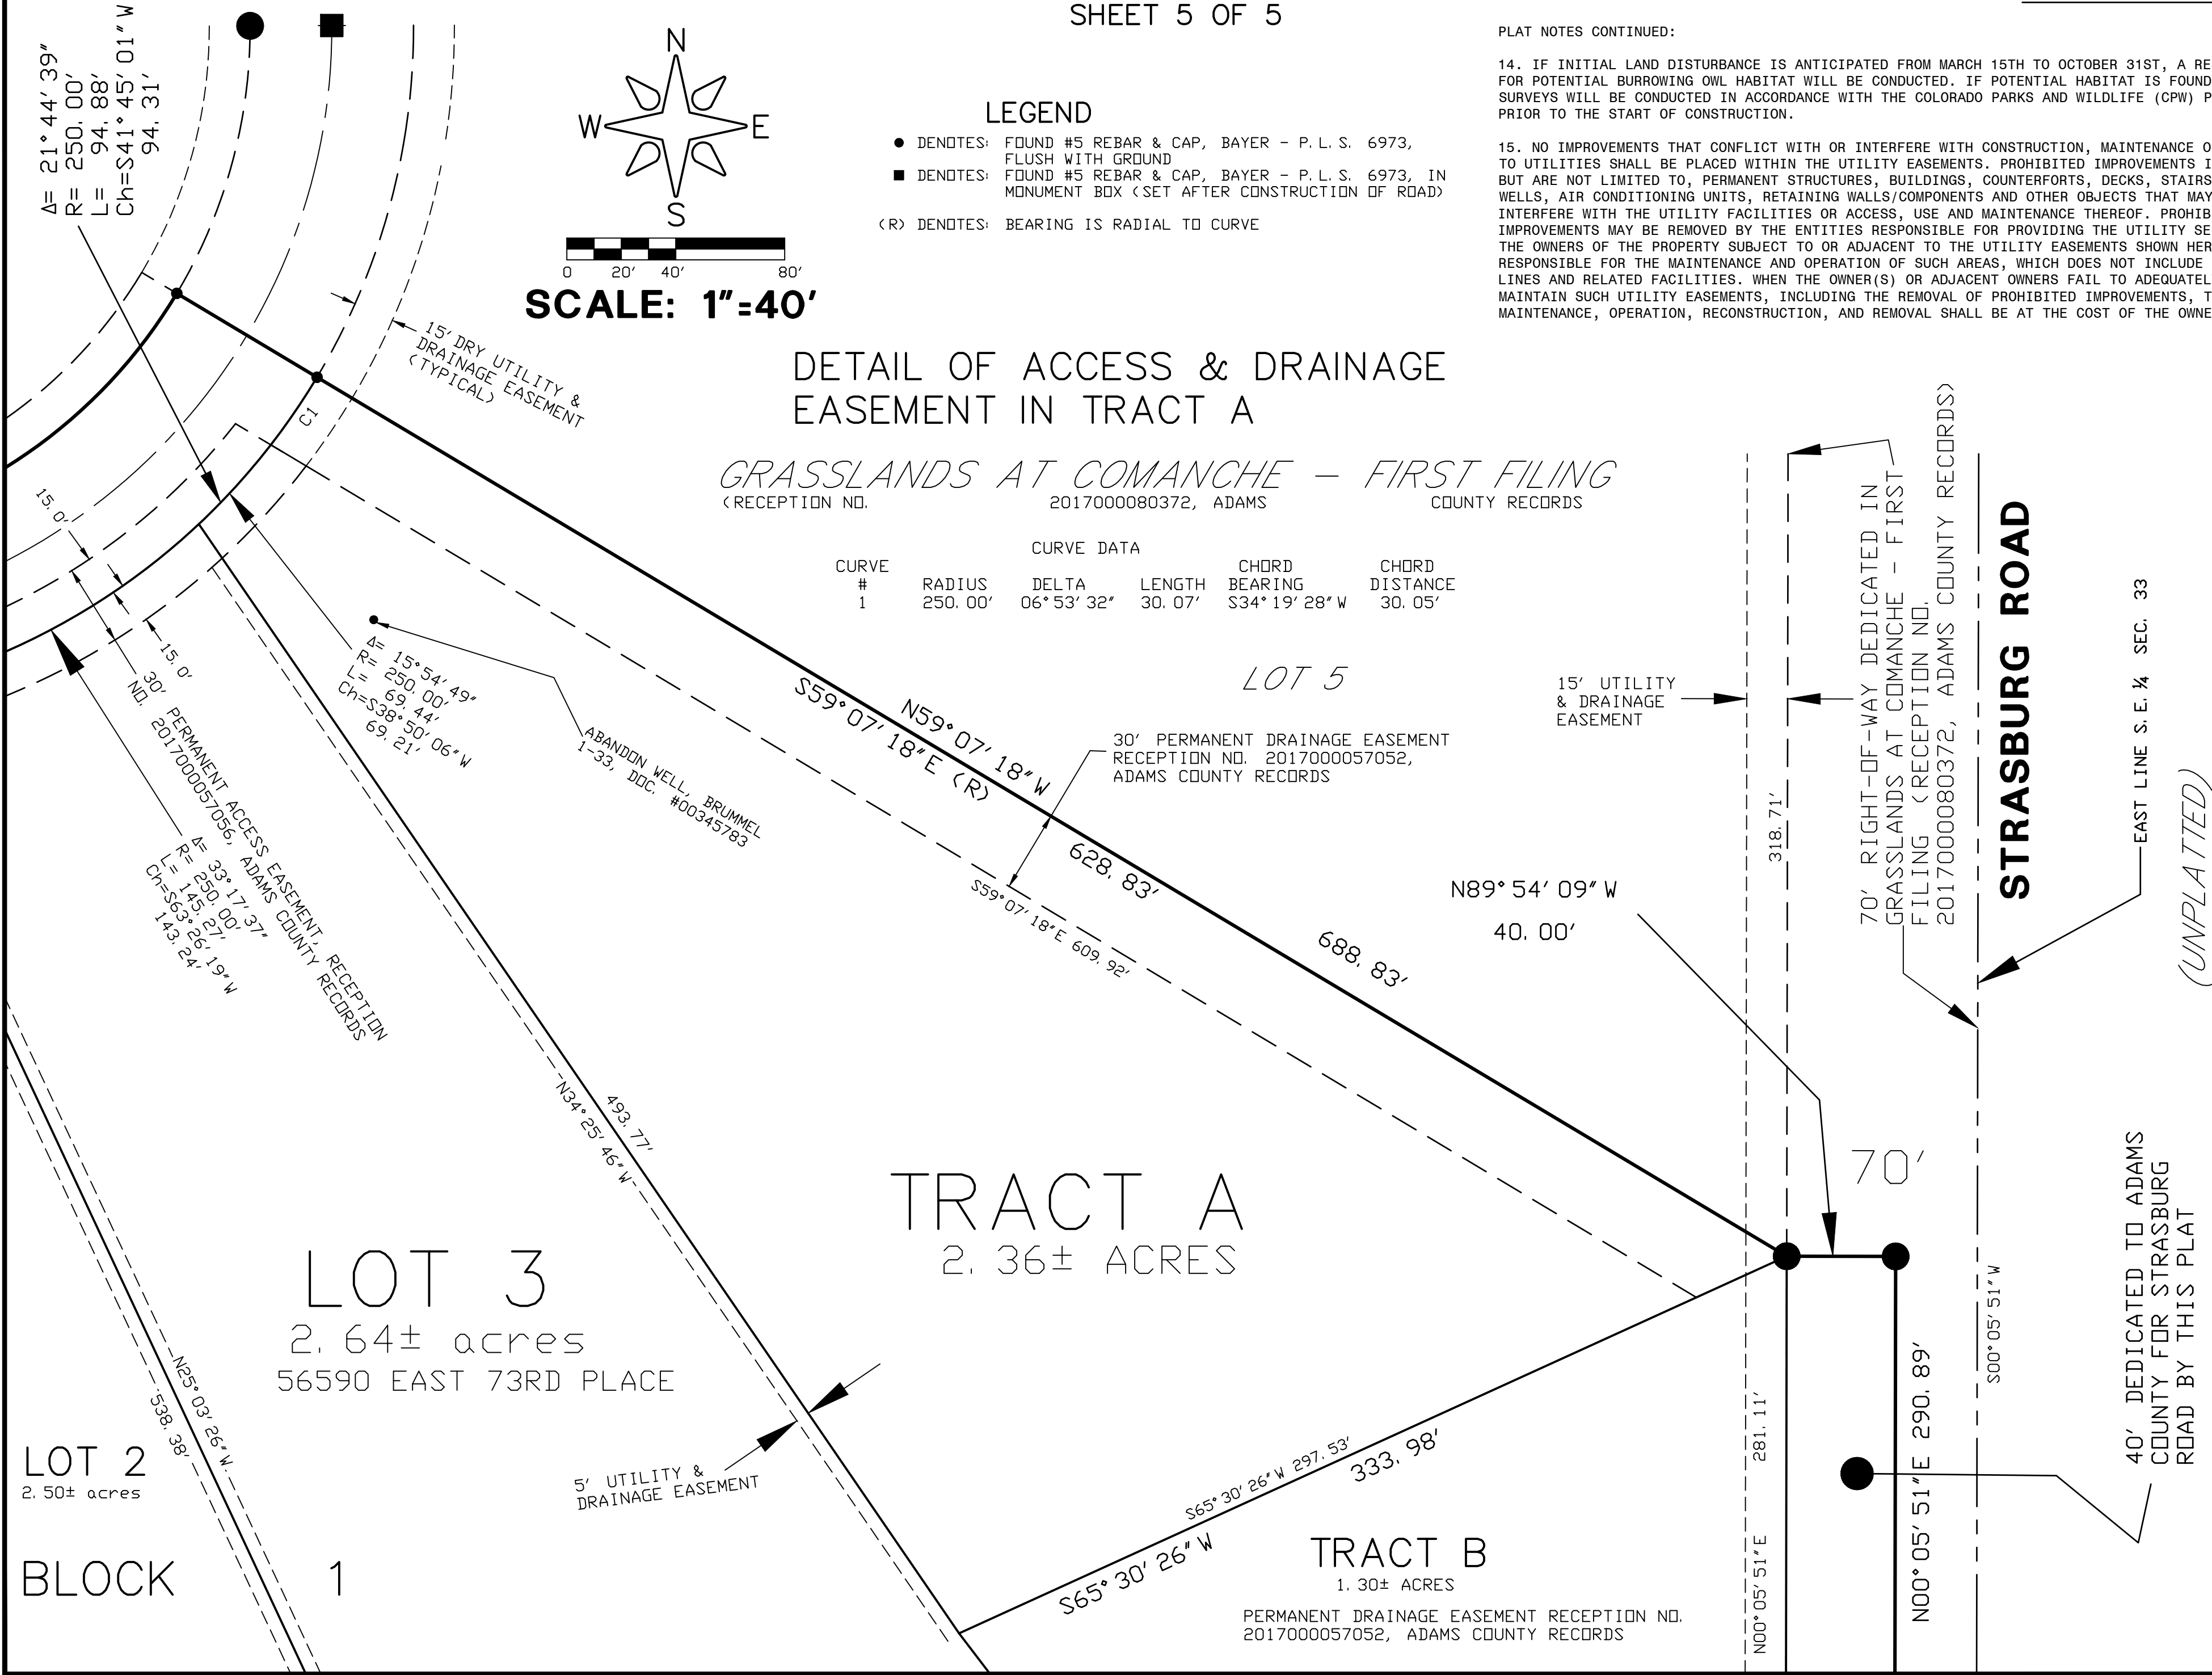 SHEET 5 OF 5
Δ= 21°44'39"
R= 250.00'
L= 94.88'
Ch=S41°45'01"W
94.31'
N
W
E
S
0 20' 40' 80'
SCALE: 1"=40'
LEGEND
DENOTES: FOUND #5 REBAR & CAP, BAYER - P.L.S. 6973,
FLUSH WITH GROUND
DENOTES: FOUND #5 REBAR & CAP, BAYER - P.L.S. 6973, IN
MONUMENT BOX (SET AFTER CONSTRUCTION OF ROAD)
(R) DENOTES: BEARING IS RADIAL TO CURVE
PLAT NOTES CONTINUED:
14. IF INITIAL LAND DISTURBANCE IS ANTICIPATED FROM MARCH 15TH TO OCTOBER 31ST, A RE
FOR POTENTIAL BURROWING OWL HABITAT WILL BE CONDUCTED. IF POTENTIAL HABITAT IS FOUND
SURVEYS WILL BE CONDUCTED IN ACCORDANCE WITH THE COLORADO PARKS AND WILDLIFE (CPW) P
PRIOR TO THE START OF CONSTRUCTION.
15. NO IMPROVEMENTS THAT CONFLICT WITH OR INTERFERE WITH CONSTRUCTION, MAINTENANCE O
TO UTILITIES SHALL BE PLACED WITHIN THE UTILITY EASEMENTS. PROHIBITED IMPROVEMENTS I
BUT ARE NOT LIMITED TO, PERMANENT STRUCTURES, BUILDINGS, COUNTERFORTS, DECKS, STAIRS
WELLS, AIR CONDITIONING UNITS, RETAINING WALLS/COMPONENTS AND OTHER OBJECTS THAT MAY
INTERFERE WITH THE UTILITY FACILITIES OR ACCESS, USE AND MAINTENANCE THEREOF. PROHIB
IMPROVEMENTS MAY BE REMOVED BY THE ENTITIES RESPONSIBLE FOR PROVIDING THE UTILITY SE
THE OWNERS OF THE PROPERTY SUBJECT TO OR ADJACENT TO THE UTILITY EASEMENTS SHOWN HER
RESPONSIBLE FOR THE MAINTENANCE AND OPERATION OF SUCH AREAS, WHICH DOES NOT INCLUDE
LINES AND RELATED FACILITIES. WHEN THE OWNER(S) OR ADJACENT OWNERS FAIL TO ADEQUATEL
MAINTAIN SUCH UTILITY EASEMENTS, INCLUDING THE REMOVAL OF PROHIBITED IMPROVEMENTS, T
MAINTENANCE, OPERATION, RECONSTRUCTION, AND REMOVAL SHALL BE AT THE COST OF THE OWNE
15' DRY UTILITY &
DRAINAGE EASEMENT
(TYPICAL)
C1
DETAIL OF ACCESS & DRAINAGE
EASEMENT IN TRACT A
GRASSLANDS AT COMANCHE - FIRST FILING
(RECEPTION NO. 2017000080372, ADAMS COUNTY RECORDS
CURVE DATA
CURVE CHORD CHORD
# RADIUS DELTA LENGTH BEARING DISTANCE
1 250.00' 06°53'32" 30.07' S34°19'28"W 30.05'
15.0'
15.0'
30' PERMANENT ACCESS EASEMENT, RECEPTION
NO. 2017000057056, ADAMS COUNTY RECORDS
Δ= 33°17'37"
R= 250.00'
L= 145.27'
Ch=S63°26'19"W
143.24'
Δ= 15°54'49"
R= 250.00'
L= 69.44'
Ch=S38°50'06"W
69.21'
ABANDON WELL, BRUMMEL
1-33, DOC. #00345783
LOT 5
N59°07'18"W
S59°07'18"E (R)
30' PERMANENT DRAINAGE EASEMENT
RECEPTION NO. 2017000057052,
ADAMS COUNTY RECORDS
628.83'
S59°07'18"E 609.92'
688.83'
15' UTILITY
& DRAINAGE
EASEMENT
318.71'
70' RIGHT-OF-WAY DEDICATED IN
GRASSLANDS AT COMANCHE - FIRST
FILING (RECEPTION NO.
2017000080372, ADAMS COUNTY RECORDS)
STRASBURG ROAD
EAST LINE S.E.¼ SEC. 33
(UNPLATTED)
N89°54'09"W
40.00'
70'
S00°05'51"W
40' DEDICATED TO ADAMS
COUNTY FOR STRASBURG
ROAD BY THIS PLAT
493.77'
N34°25'46"W
TRACT A
2.36± ACRES
LOT 3
2.64± acres
56590 EAST 73RD PLACE
N25°03'26"W
538.38'
LOT 2
2.50± acres
BLOCK 1
5' UTILITY &
DRAINAGE EASEMENT
S65°30'26"W 297.53'
333.98'
S65°30'26"W
TRACT B
1.30± ACRES
PERMANENT DRAINAGE EASEMENT RECEPTION NO.
2017000057052, ADAMS COUNTY RECORDS
N00°05'51"E 281.11'
N00°05'51"E 290.89'